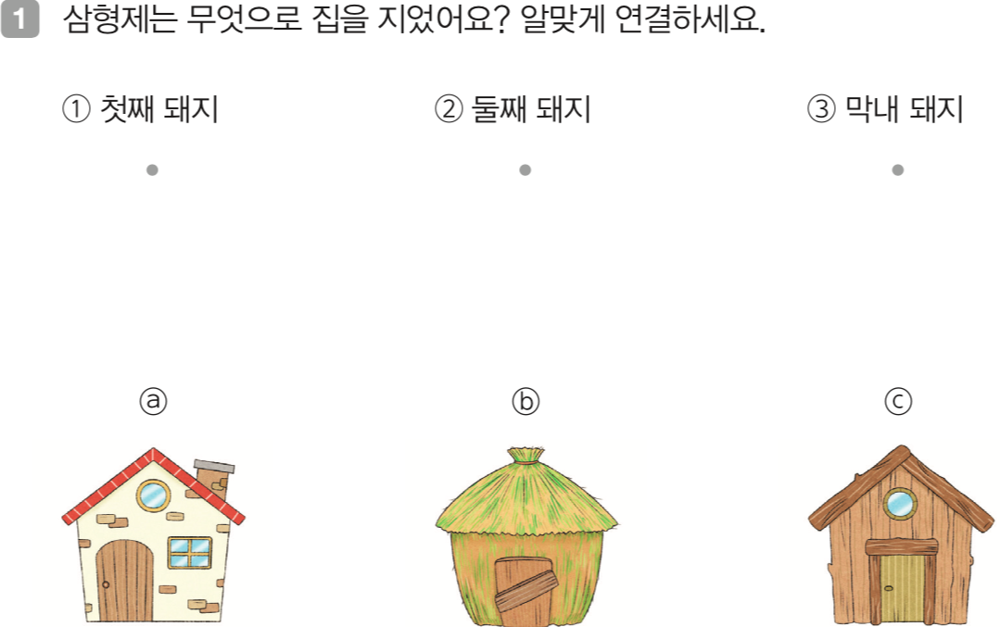 1 삼형제는 무엇으로 집을 지었어요? 알맞게 연결하세요.
① 첫째 돼지 ② 둘째 돼지 ③ 막내 돼지
ⓐ ⓑ ⓒ